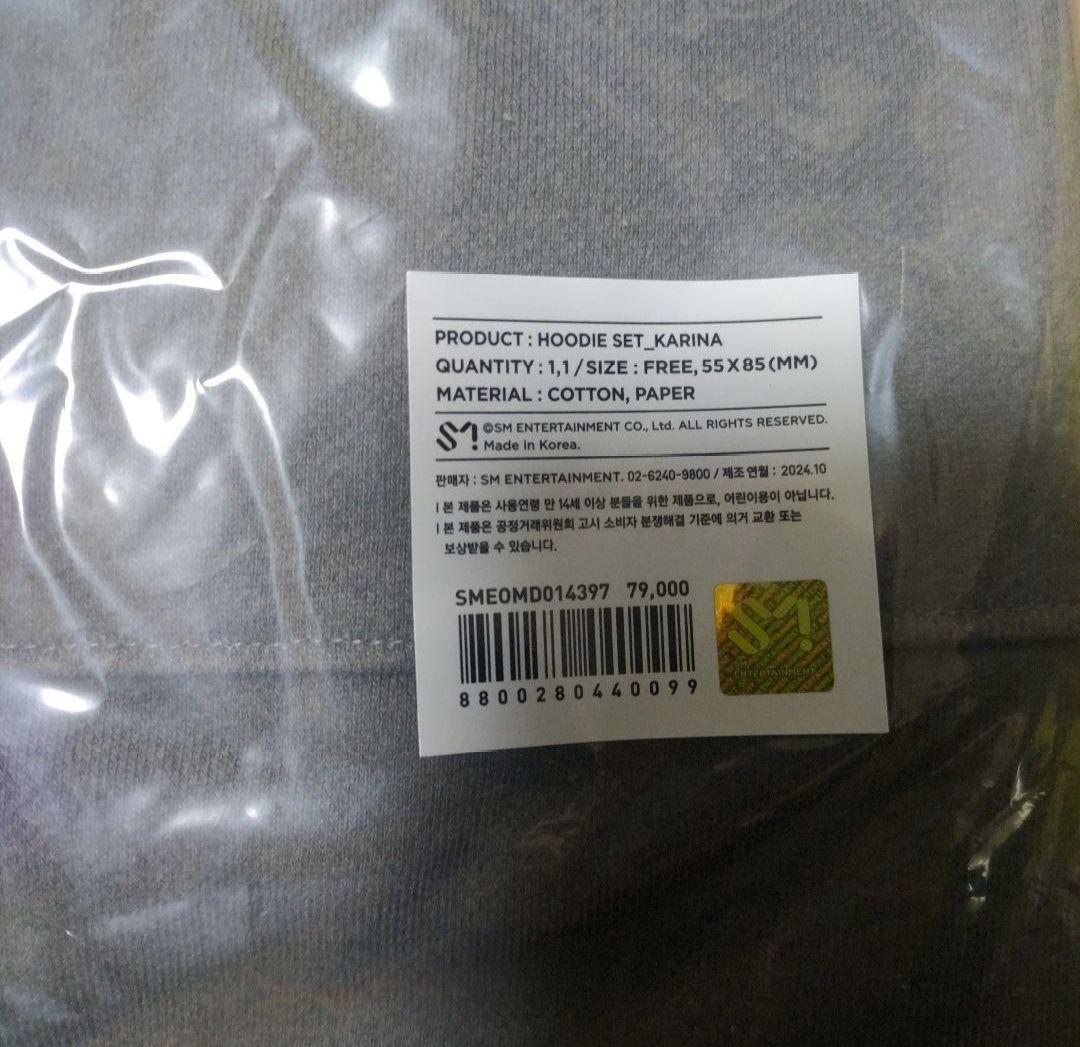 PRODUCT : HOODIE SET_KARINA
QUANTITY : 1,1 / SIZE : FREE, 55 X 85 (MM)
MATERIAL : COTTON, PAPER
SM! ©SM ENTERTAINMENT CO., Ltd. ALL RIGHTS RESERVED.
Made in Korea.
판매자 : SM ENTERTAINMENT. 02-6240-9800 / 제조 연월 : 2024.10
I 본 제품은 사용연령 만 14세 이상 분들을 위한 제품으로, 어린이용이 아닙니다.
I 본 제품은 공정거래위원회 고시 소비자 분쟁해결 기준에 의거 교환 또는
보상받을 수 있습니다.
SMEOMD014397 79,000
8800280440099
SM!
SM
ENTERTAINMENT